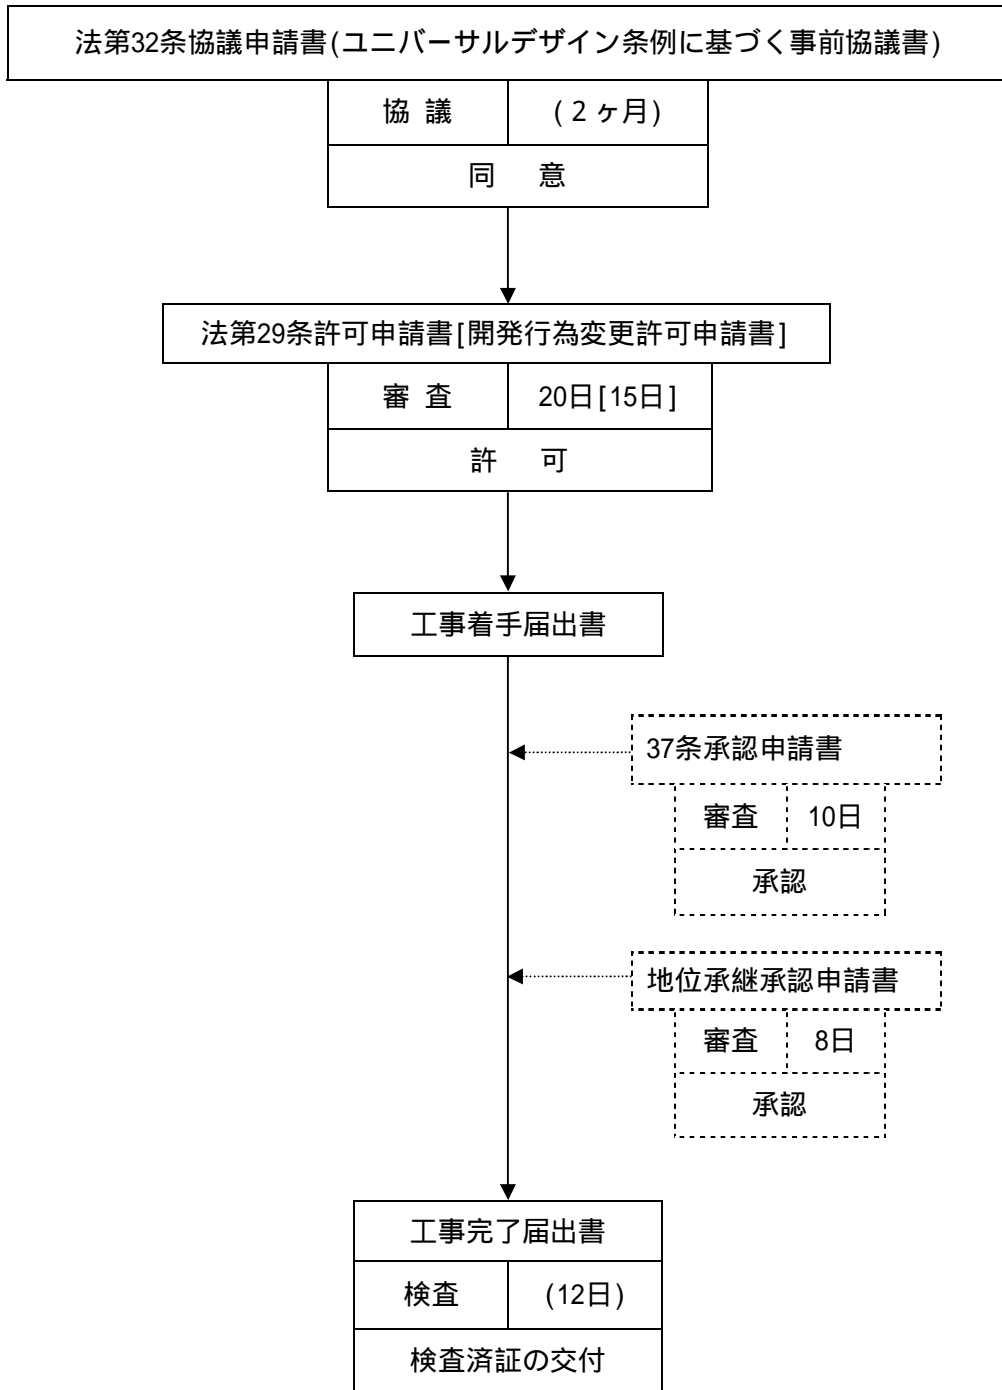 法第32条協議申請書(ユニバーサルデザイン条例に基づく事前協議書)
協 議 (２ヶ月)
同 意
法第29条許可申請書[開発行為変更許可申請書]
審 査 20日[15日]
許 可
工事着手届出書
37条承認申請書
審査 10日
承認
地位承継承認申請書
審査 8日
承認
工事完了届出書
検査 (12日)
検査済証の交付